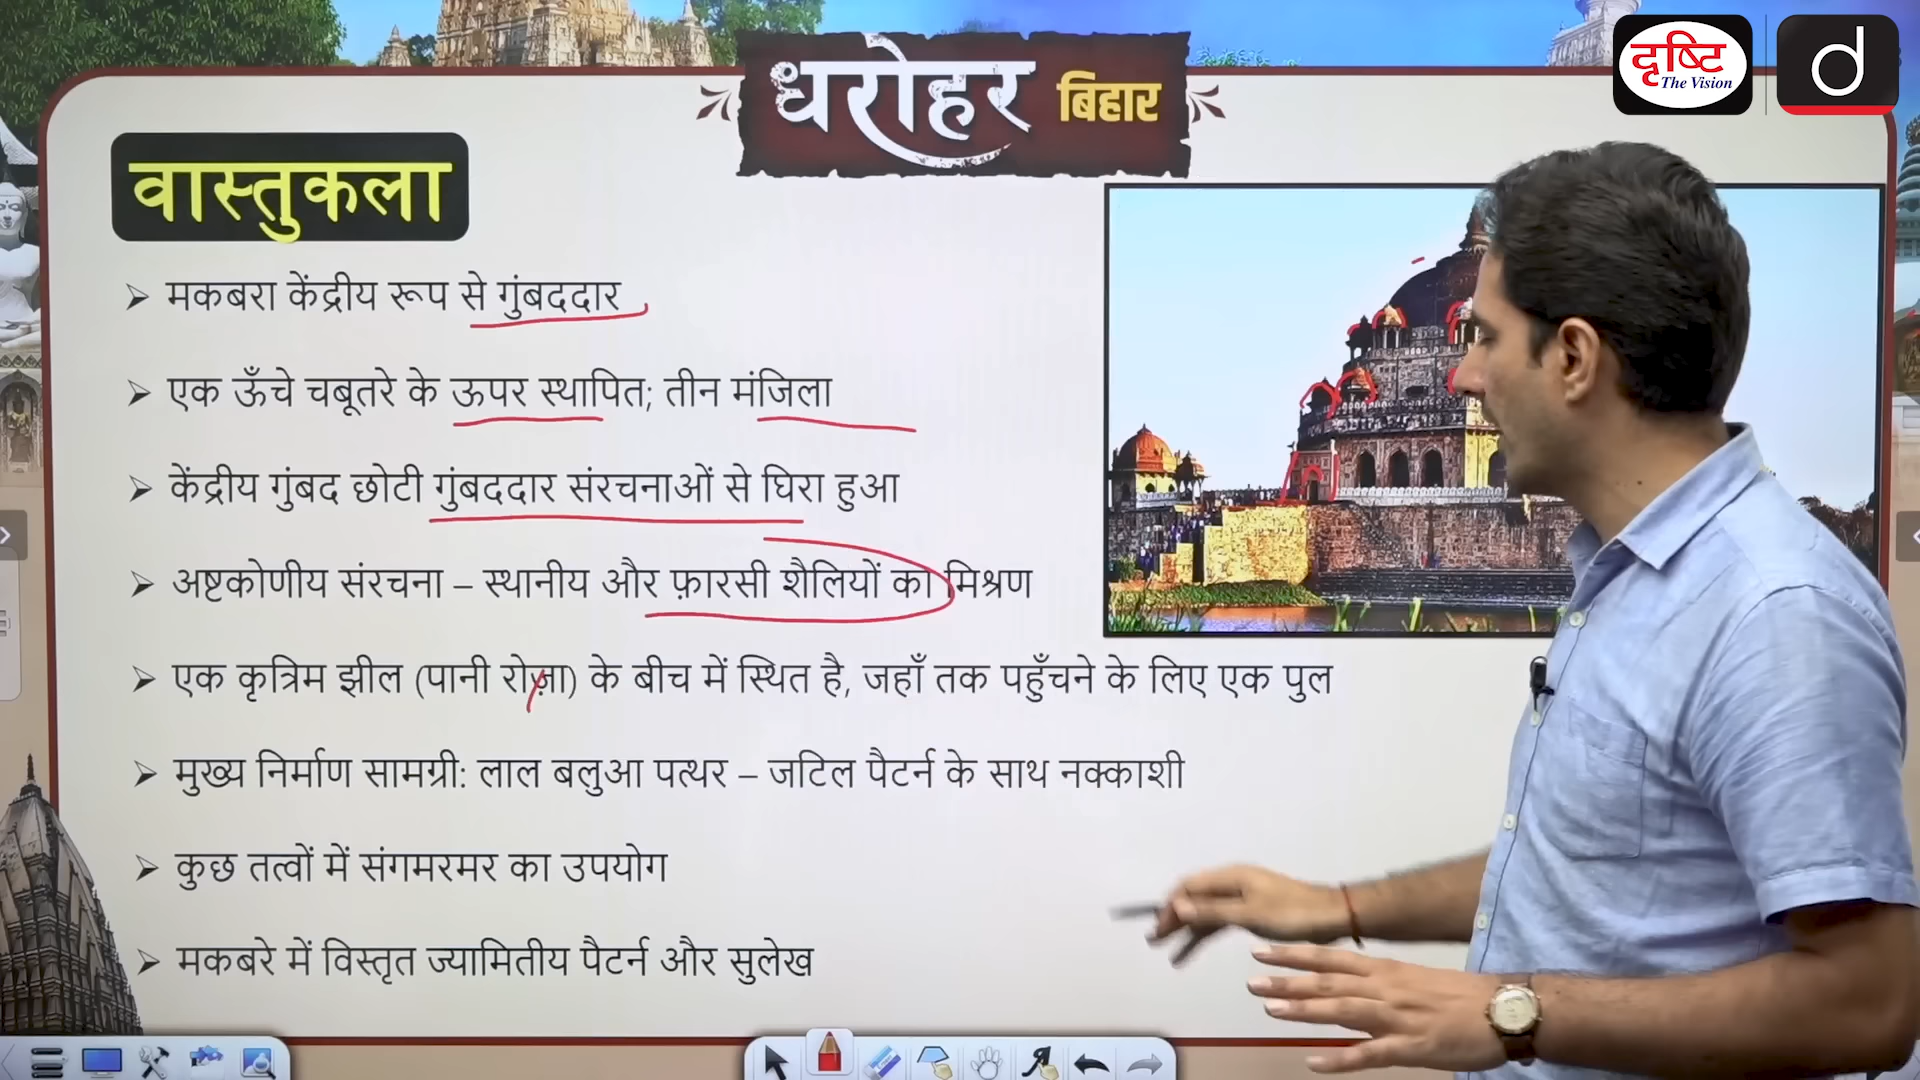 धरोहर बिहार
दृष्टि
The Vision
d
वास्तुकला
➢ मकबरा केंद्रीय रूप से गुंबददार
➢ एक ऊँचे चबूतरे के ऊपर स्थापित; तीन मंजिला
➢ केंद्रीय गुंबद छोटी गुंबददार संरचनाओं से घिरा हुआ
➢ अष्टकोणीय संरचना – स्थानीय और फ़ारसी शैलियों का मिश्रण
➢ एक कृत्रिम झील (पानी रोज़ा) के बीच में स्थित है, जहाँ तक पहुँचने के लिए एक पुल
➢ मुख्य निर्माण सामग्री: लाल बलुआ पत्थर – जटिल पैटर्न के साथ नक्काशी
➢ कुछ तत्वों में संगमरमर का उपयोग
➢ मकबरे में विस्तृत ज्यामितीय पैटर्न और सुलेख